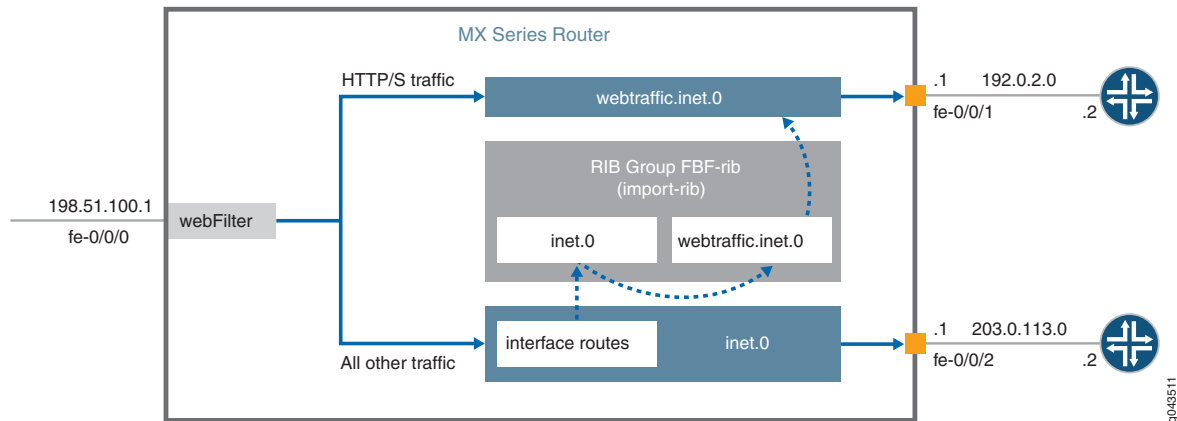 MX Series Router
HTTP/S traffic
webtraffic.inet.0
.1
192.0.2.0
fe-0/0/1
.2
RIB Group FBF-rib
(import-rib)
198.51.100.1
webFilter
fe-0/0/0
inet.0
webtraffic.inet.0
interface routes
inet.0
All other traffic
.1
203.0.113.0
fe-0/0/2
.2
g043511